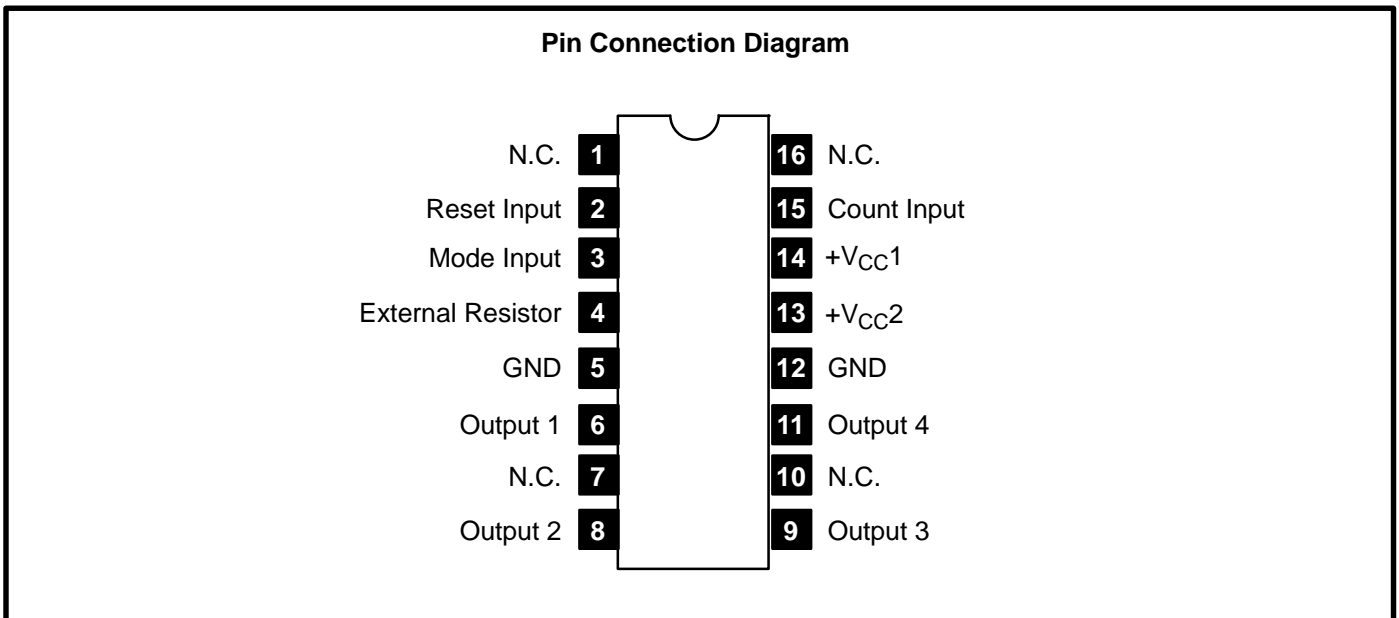 Pin Connection Diagram
N.C. 1 16 N.C.
Reset Input 2 15 Count Input
Mode Input 3 14 +VCC1
External Resistor 4 13 +VCC2
GND 5 12 GND
Output 1 6 11 Output 4
N.C. 7 10 N.C.
Output 2 8 9 Output 3